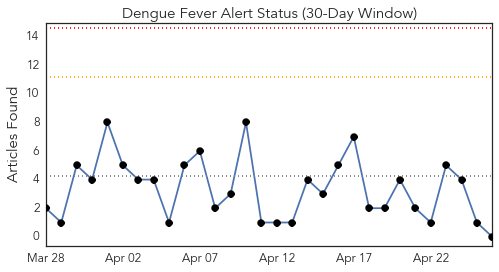 Dengue Fever Alert Status (30-Day Window)
Articles Found
14
12
10
8
6
4
2
0
Mar 28 Apr 02 Apr 07 Apr 12 Apr 17 Apr 22